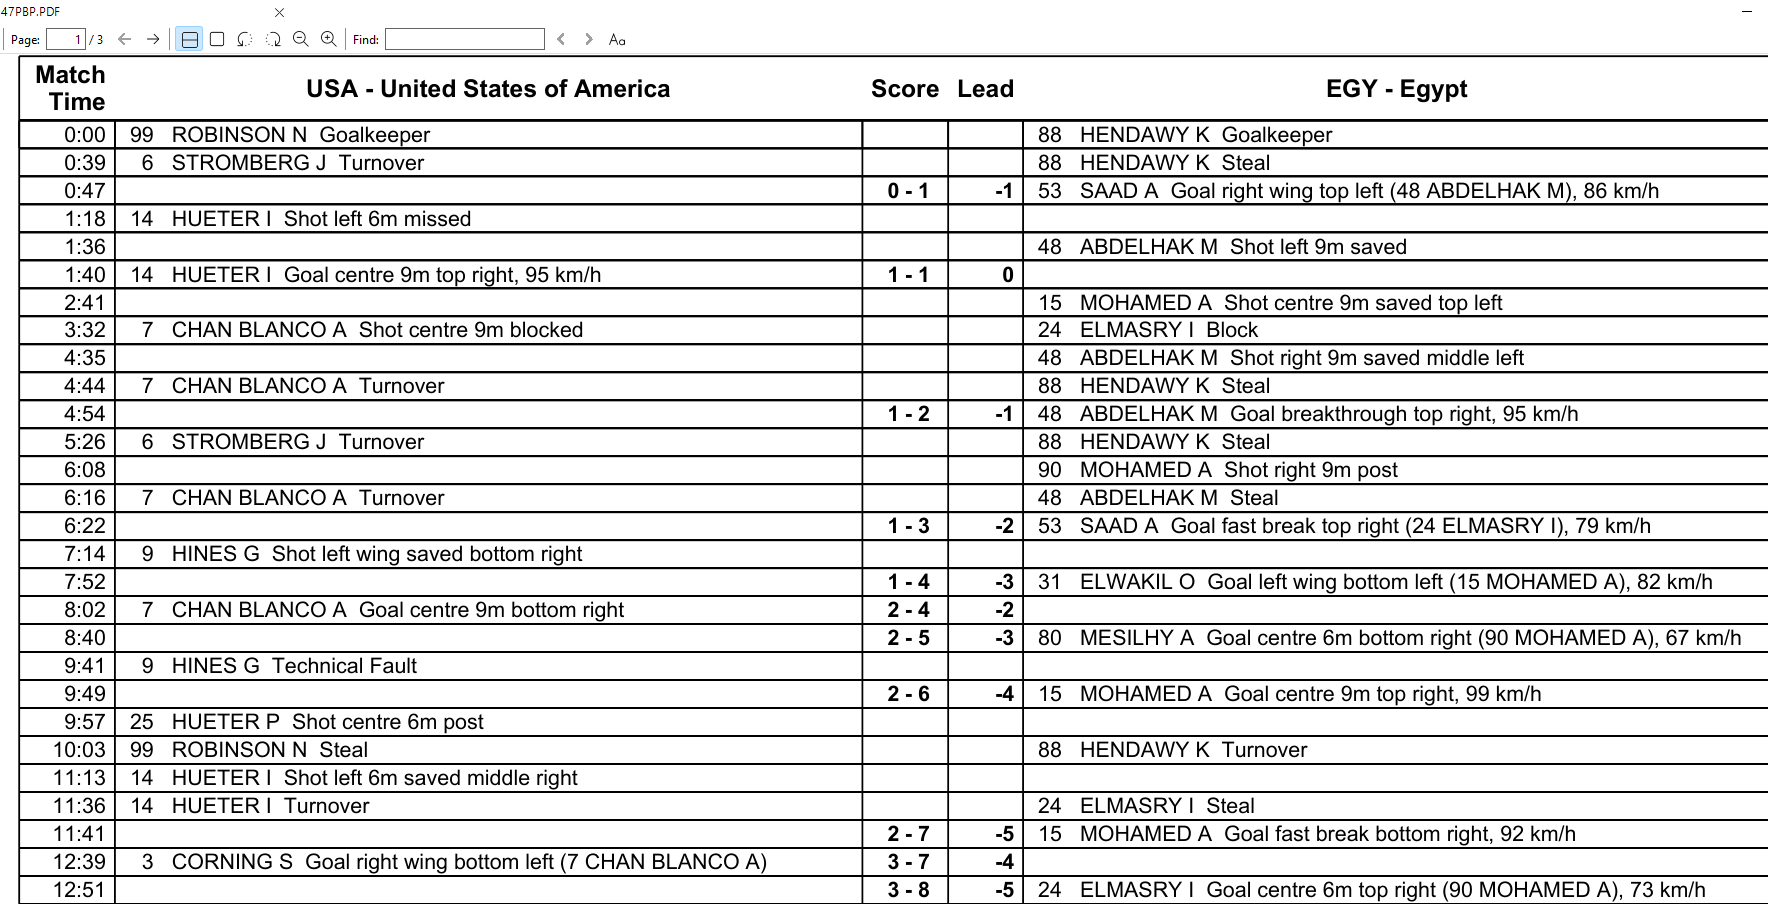 47PBP.PDF
Page: 1 / 3 Find: Aa
Match Time USA - United States of America Score Lead EGY - Egypt
0:00 99 ROBINSON N Goalkeeper 88 HENDAWY K Goalkeeper
0:39 6 STROMBERG J Turnover 88 HENDAWY K Steal
0:47 0 - 1 -1 53 SAAD A Goal right wing top left (48 ABDELHAK M), 86 km/h
1:18 14 HUETER I Shot left 6m missed
1:36 48 ABDELHAK M Shot left 9m saved
1:40 14 HUETER I Goal centre 9m top right, 95 km/h 1 - 1 0
2:41 15 MOHAMED A Shot centre 9m saved top left
3:32 7 CHAN BLANCO A Shot centre 9m blocked 24 ELMASRY I Block
4:35 48 ABDELHAK M Shot right 9m saved middle left
4:44 7 CHAN BLANCO A Turnover 88 HENDAWY K Steal
4:54 1 - 2 -1 48 ABDELHAK M Goal breakthrough top right, 95 km/h
5:26 6 STROMBERG J Turnover 88 HENDAWY K Steal
6:08 90 MOHAMED A Shot right 9m post
6:16 7 CHAN BLANCO A Turnover 48 ABDELHAK M Steal
6:22 1 - 3 -2 53 SAAD A Goal fast break top right (24 ELMASRY I), 79 km/h
7:14 9 HINES G Shot left wing saved bottom right
7:52 1 - 4 -3 31 ELWAKIL O Goal left wing bottom left (15 MOHAMED A), 82 km/h
8:02 7 CHAN BLANCO A Goal centre 9m bottom right 2 - 4 -2
8:40 2 - 5 -3 80 MESILHY A Goal centre 6m bottom right (90 MOHAMED A), 67 km/h
9:41 9 HINES G Technical Fault
9:49 2 - 6 -4 15 MOHAMED A Goal centre 9m top right, 99 km/h
9:57 25 HUETER P Shot centre 6m post
10:03 99 ROBINSON N Steal 88 HENDAWY K Turnover
11:13 14 HUETER I Shot left 6m saved middle right
11:36 14 HUETER I Turnover 24 ELMASRY I Steal
11:41 2 - 7 -5 15 MOHAMED A Goal fast break bottom right, 92 km/h
12:39 3 CORNING S Goal right wing bottom left (7 CHAN BLANCO A) 3 - 7 -4
12:51 3 - 8 -5 24 ELMASRY I Goal centre 6m top right (90 MOHAMED A), 73 km/h